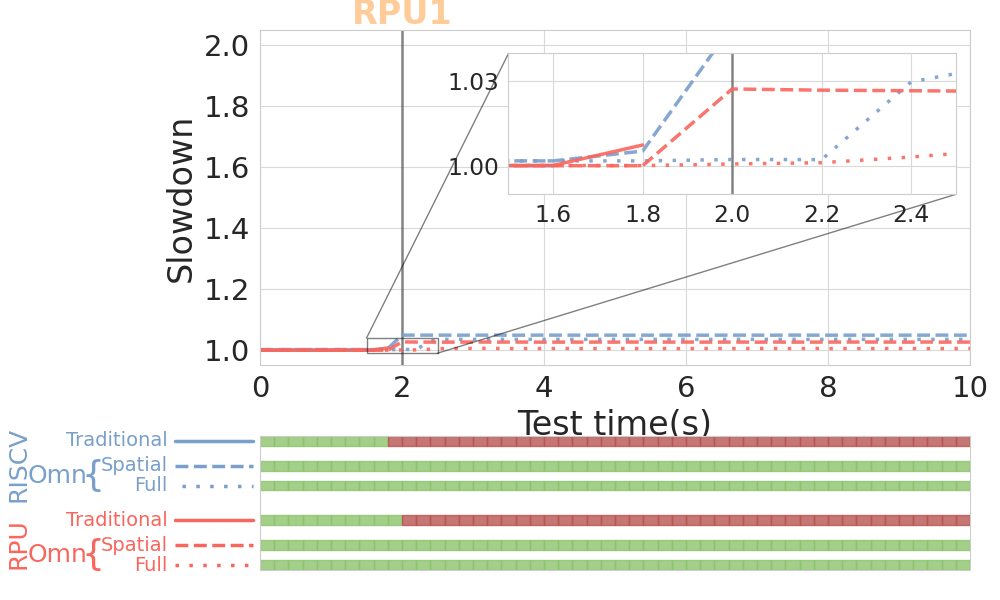 RPU1
Slowdown
2.0
1.8
1.6
1.4
1.2
1.0
1.03
1.00
1.6 1.8 2.0 2.2 2.4
0 2 4 6 8 10
Test time(s)
RISCV
Traditional
Omn{ Spatial
Full
RPU
Traditional
Omn{ Spatial
Full